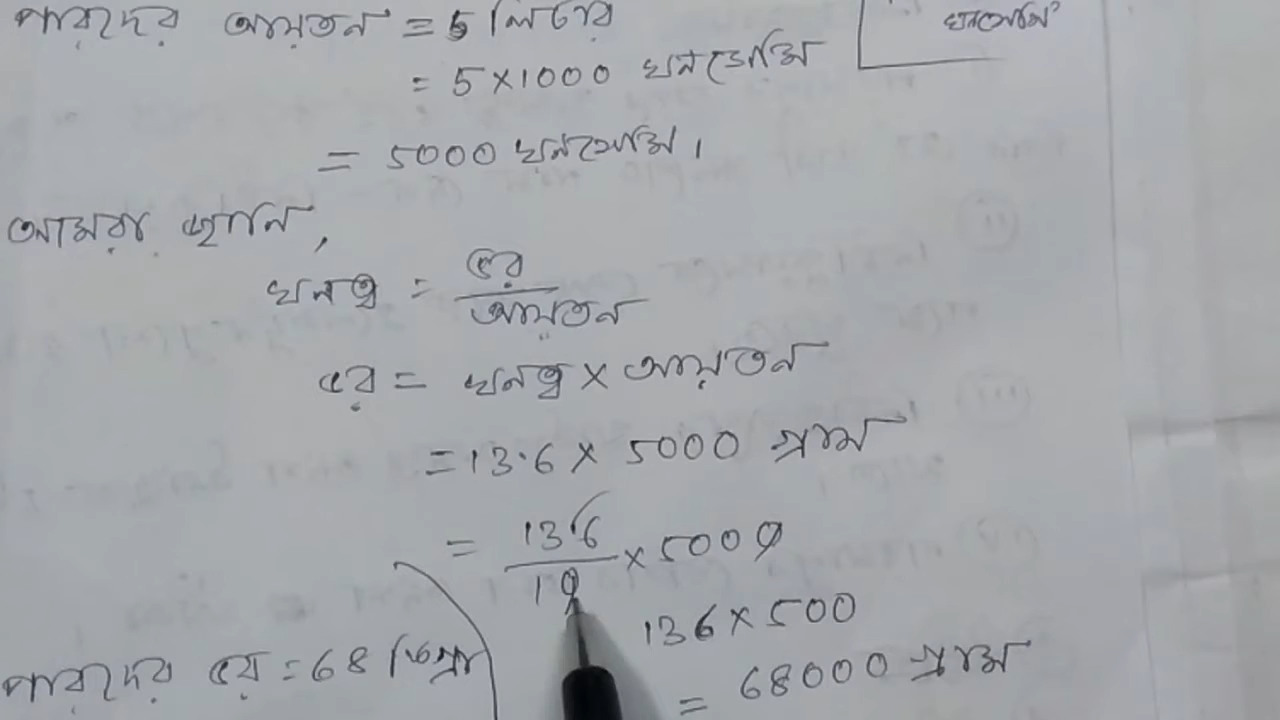 পারদের আয়তন = 5 লিটার
= 5×1000 ঘনসেমি
ঘনসেমি
= 5000 ঘনসেমি।
আমরা জানি,
ঘনত্ব = ভর / আয়তন
ভর = ঘনত্ব × আয়তন
= 13.6 × 5000 গ্রাম
= 136 / 10 × 5000
136 × 500
= 68000 গ্রাম
পারদের ভর = 68 কিগ্রা